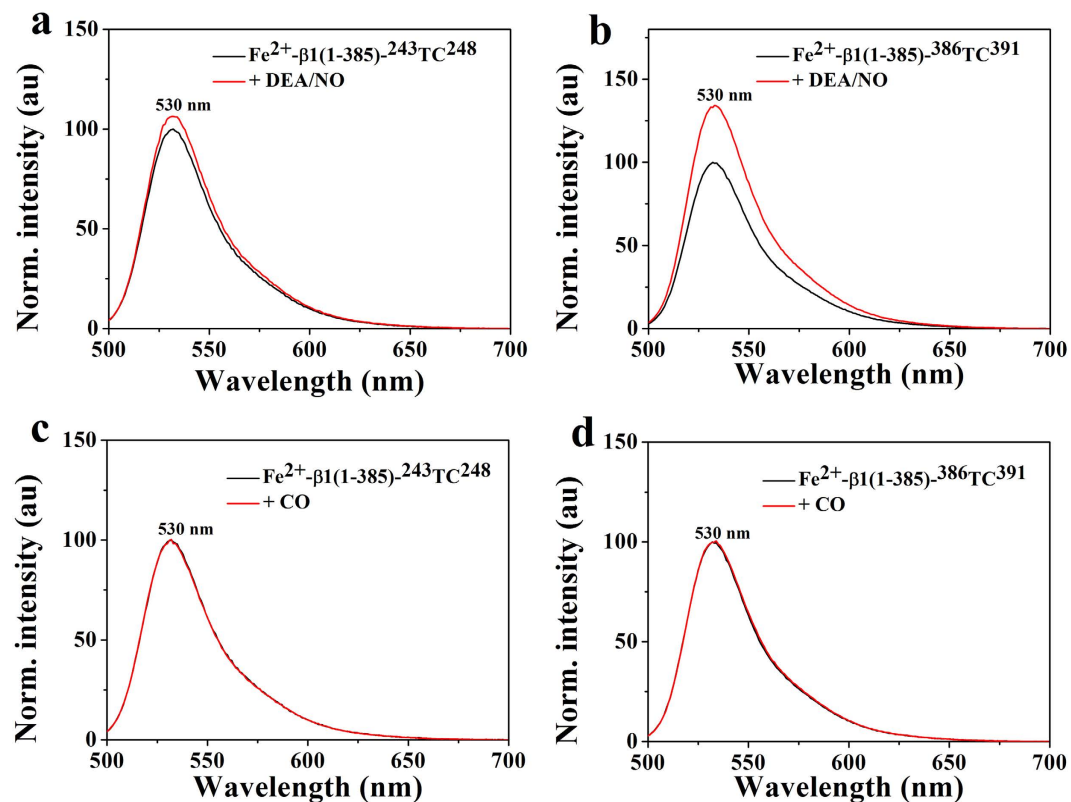 a
Fe²⁺-β1(1-385)-²⁴³TC²⁴⁸
+ DEA/NO
530 nm
Norm. intensity (au)
150
100
50
0
500 550 600 650 700
Wavelength (nm)
b
Fe²⁺-β1(1-385)-³⁸⁶TC³⁹¹
+ DEA/NO
530 nm
Norm. intensity (au)
150
100
50
0
500 550 600 650 700
Wavelength (nm)
c
Fe²⁺-β1(1-385)-²⁴³TC²⁴⁸
+ CO
530 nm
Norm. intensity (au)
150
100
50
0
500 550 600 650 700
Wavelength (nm)
d
Fe²⁺-β1(1-385)-³⁸⁶TC³⁹¹
+ CO
530 nm
Norm. intensity (au)
150
100
50
0
500 550 600 650 700
Wavelength (nm)